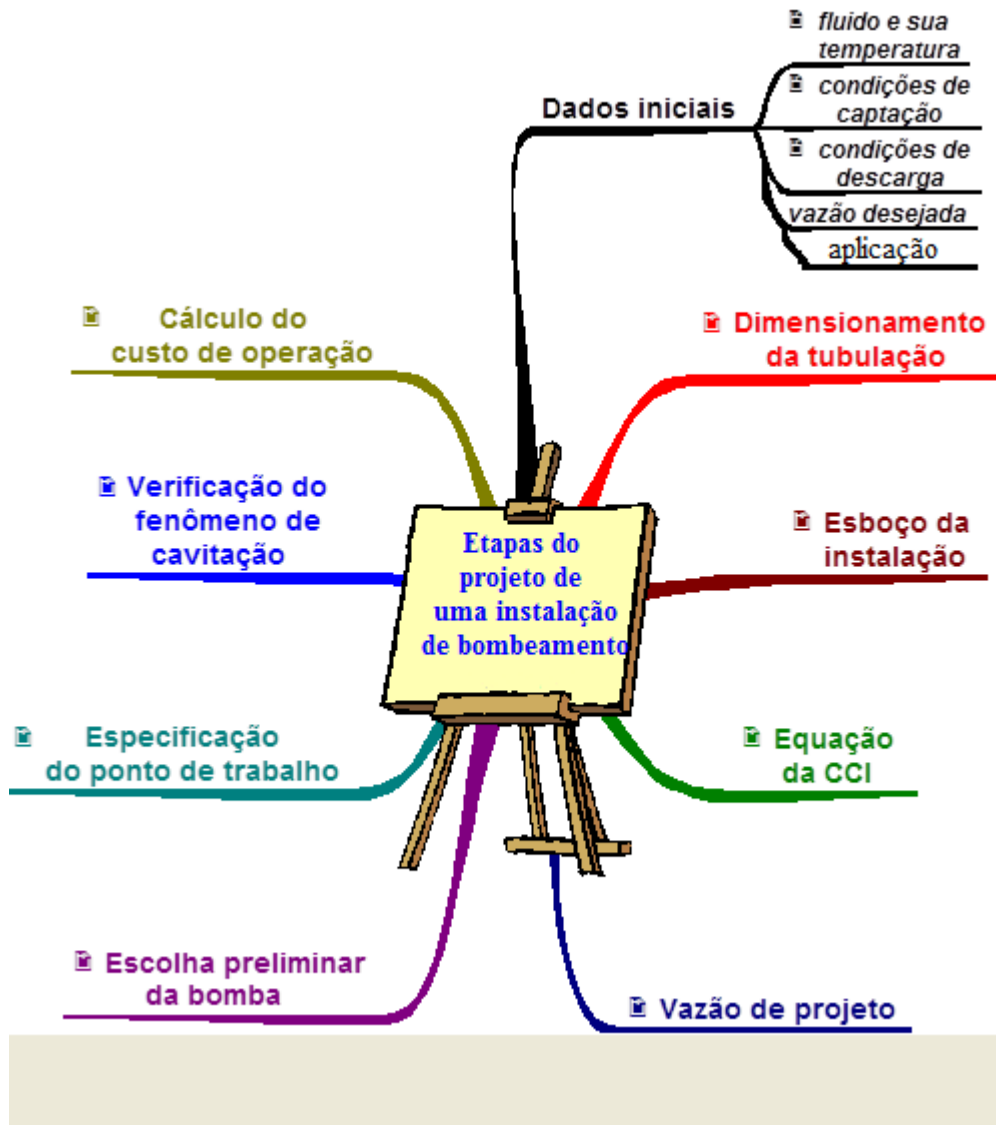 Dados iniciais
fluido e sua
temperatura
condições de
captação
condições de
descarga
vazão desejada
aplicação
Dimensionamento
da tubulação
Esboço da
instalação
Equação
da CCI
Vazão de projeto
Escolha preliminar
da bomba
Especificação
do ponto de trabalho
Verificação do
fenômeno de
cavitação
Cálculo do
custo de operação
Etapas do
projeto de
uma instalação
de bombeamento